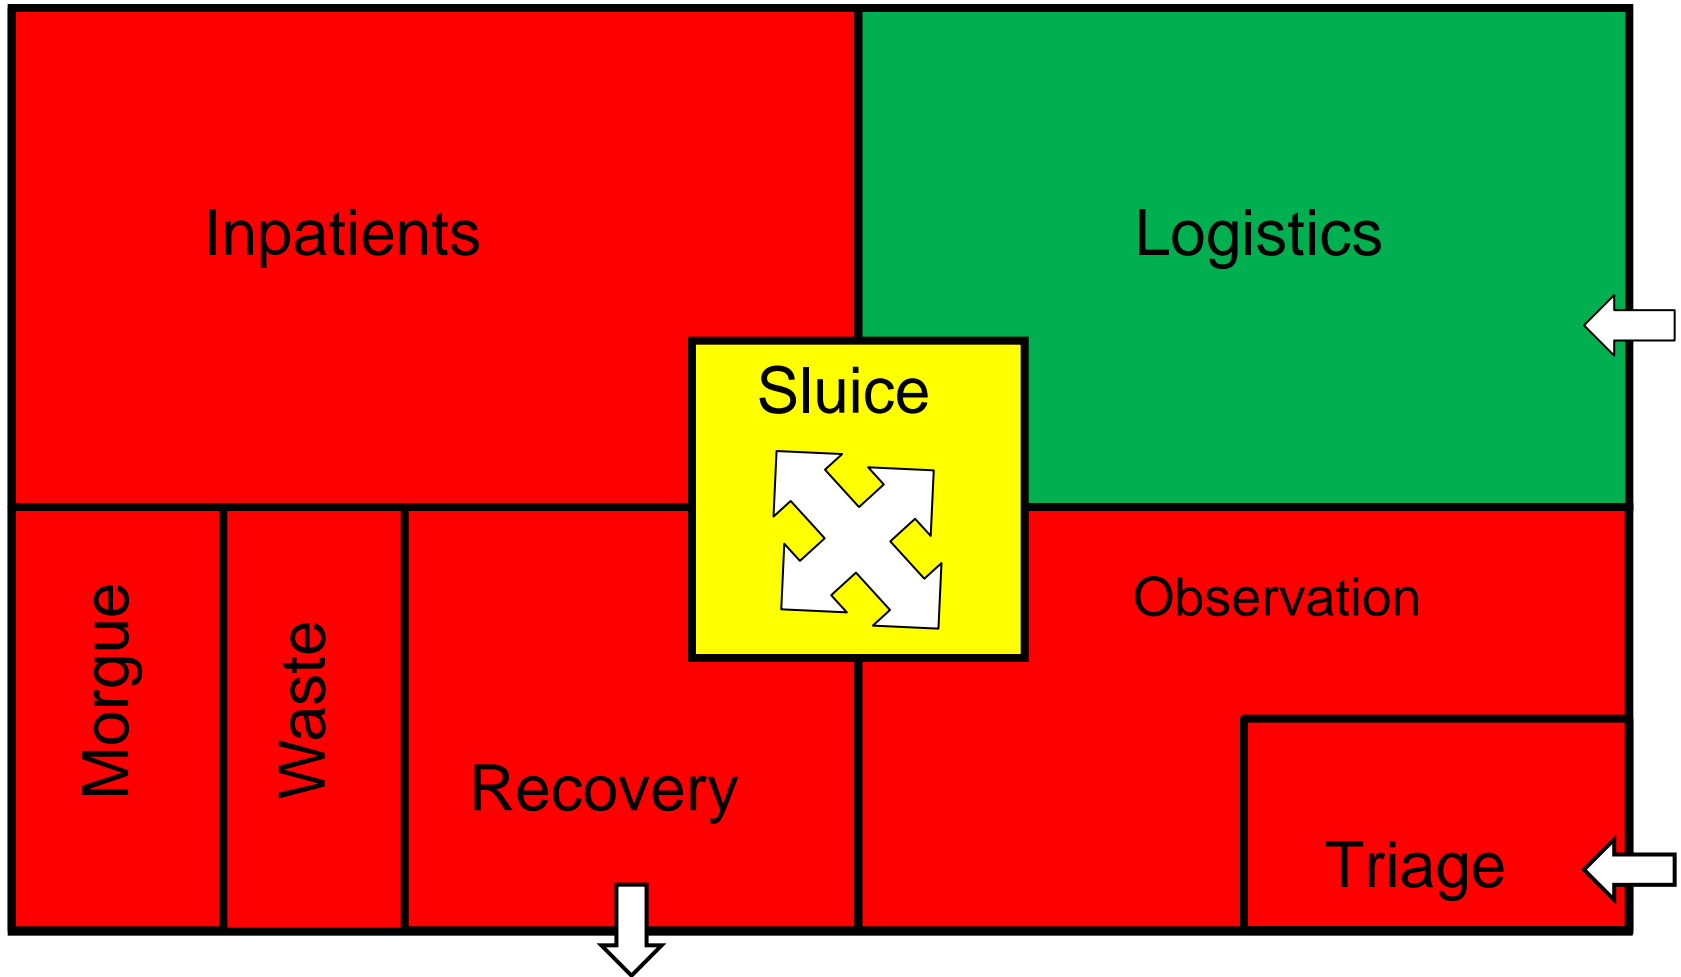 Inpatients
Logistics
Sluice
Observation
Morgue
Waste
Recovery
Triage